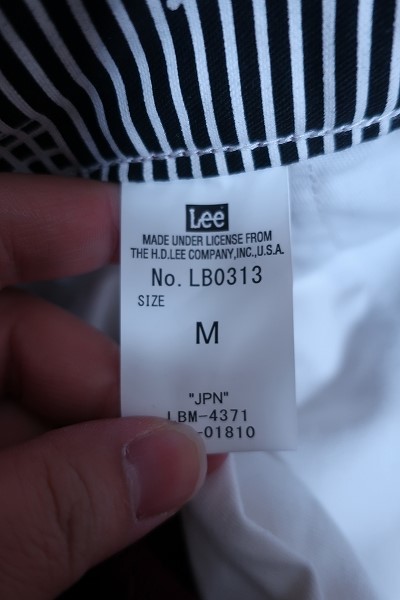 Lee
MADE UNDER LICENSE FROM
THE H.D.LEE COMPANY,INC.,U.S.A.
No. LB0313
SIZE
M
"JPN"
LBM-4371
-01810